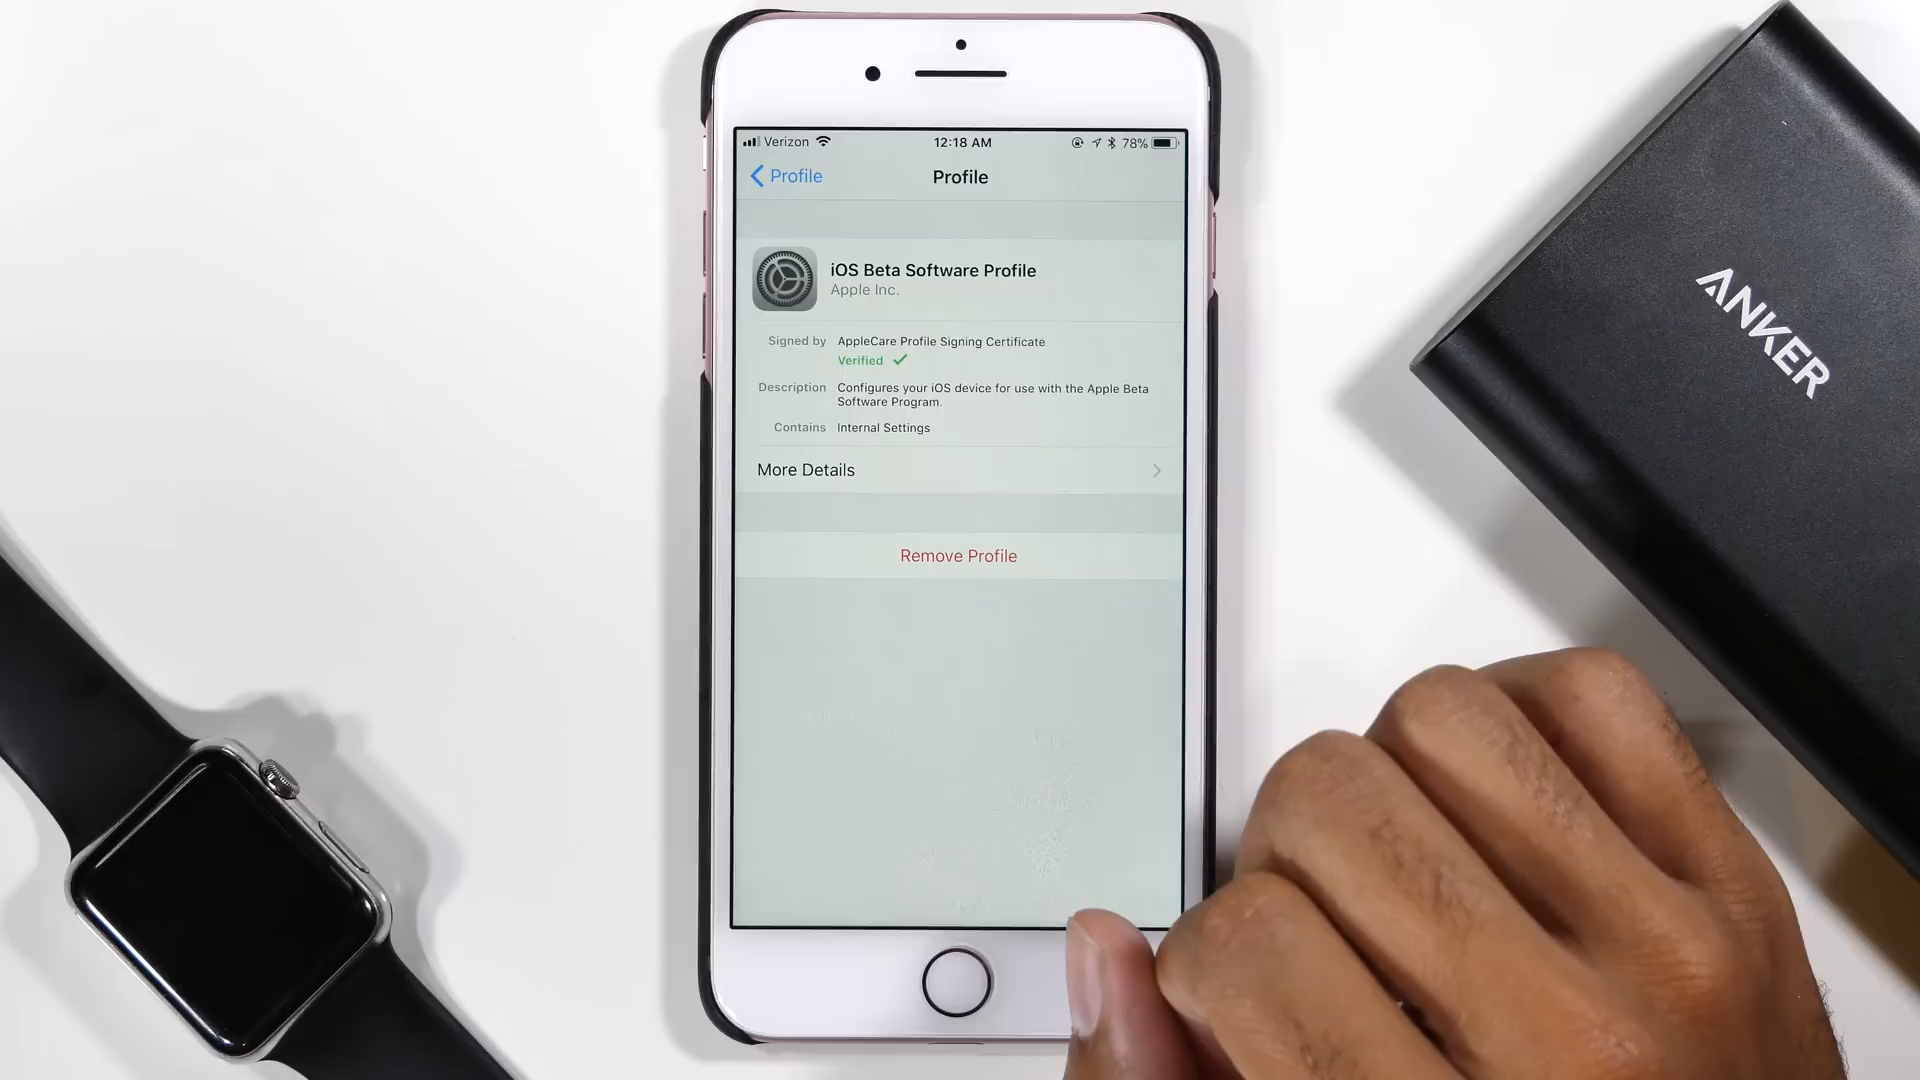 Verizon
12:18 AM
78%
Profile
Profile
iOS Beta Software Profile
Apple Inc.
Signed by AppleCare Profile Signing Certificate
Verified
Description Configures your iOS device for use with the Apple Beta
Software Program.
Contains Internal Settings
More Details
Remove Profile
ANKER